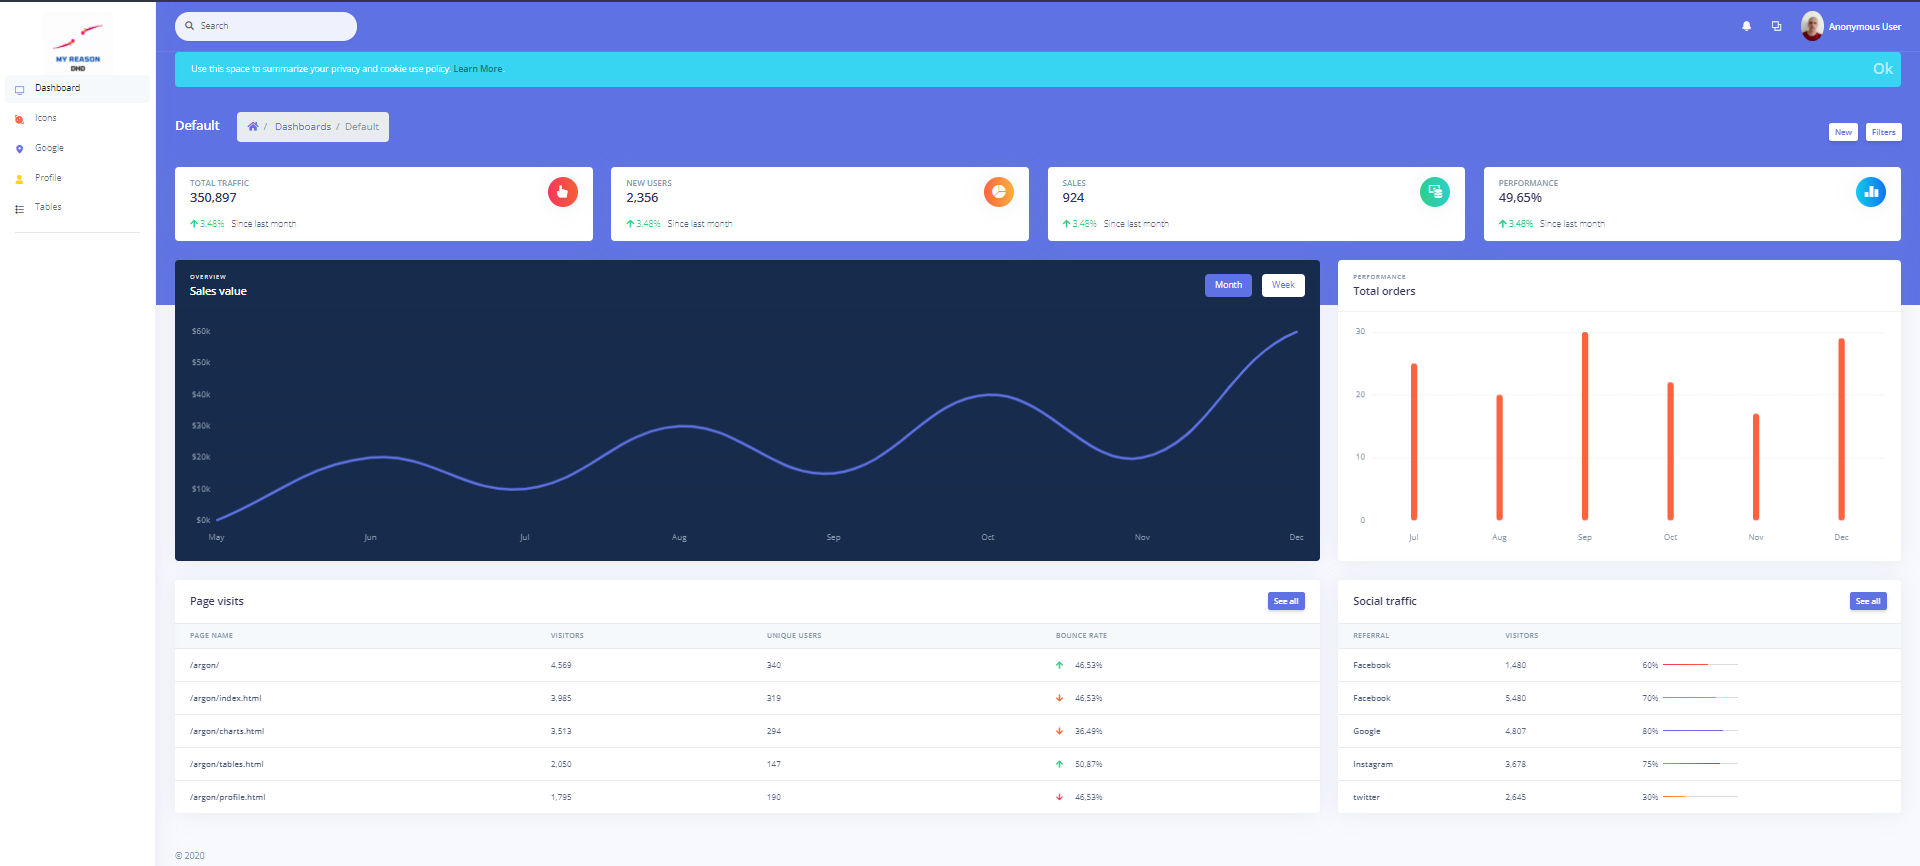 MY REASON
DHD
Dashboard
Icons
Google
Profile
Tables
Search
Anonymous User
Use this space to summarize your privacy and cookie use policy. Learn More.
Ok
Default
/ Dashboards / Default
New
Filters
TOTAL TRAFFIC
350,897
3.48% Since last month
NEW USERS
2,356
3.48% Since last month
SALES
924
3.48% Since last month
PERFORMANCE
49,65%
3.48% Since last month
OVERVIEW
Sales value
Month
Week
$60k
$50k
$40k
$30k
$20k
$10k
$0k
May Jun Jul Aug Sep Oct Nov Dec
PERFORMANCE
Total orders
30
20
10
0
Jul Aug Sep Oct Nov Dec
Page visits
See all
PAGE NAME VISITORS UNIQUE USERS BOUNCE RATE
/argon/ 4,569 340 46,53%
/argon/index.html 3,985 319 46,53%
/argon/charts.html 3,513 294 36,49%
/argon/tables.html 2,050 147 50,87%
/argon/profile.html 1,795 190 46,53%
Social traffic
See all
REFERRAL VISITORS
Facebook 1,480 60%
Facebook 5,480 70%
Google 4,807 80%
Instagram 3,678 75%
twitter 2,645 30%
© 2020